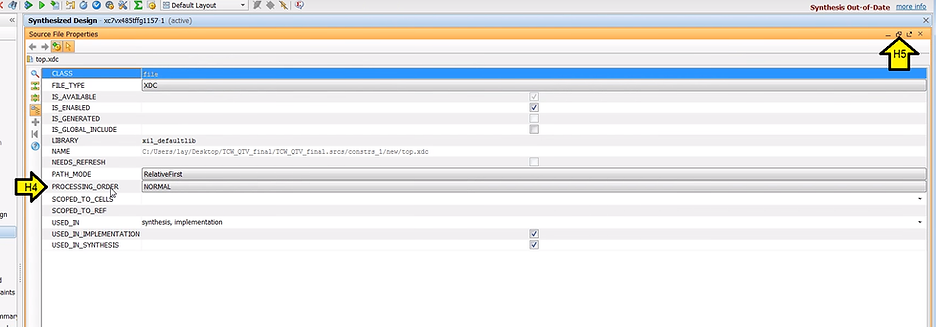 Default Layout
Synthesis Out-of-Date more info
Synthesized Design - xc7vx485tffg1157-1 (active)
Source File Properties
H5
top.xdc
CLASS file
FILE_TYPE XDC
IS_AVAILABLE
IS_ENABLED
IS_GENERATED
IS_GLOBAL_INCLUDE
LIBRARY xil_defaultlib
NAME C:/Users/lay/Desktop/TCW_QTV_final/TCW_QTV_final.srcs/constrs_1/new/top.xdc
NEEDS_REFRESH
PATH_MODE RelativeFirst
H4 PROCESSING_ORDER NORMAL
SCOPED_TO_CELLS
SCOPED_TO_REF
gn
USED_IN synthesis, implementation
USED_IN_IMPLEMENTATION
USED_IN_SYNTHESIS
aints
mmary